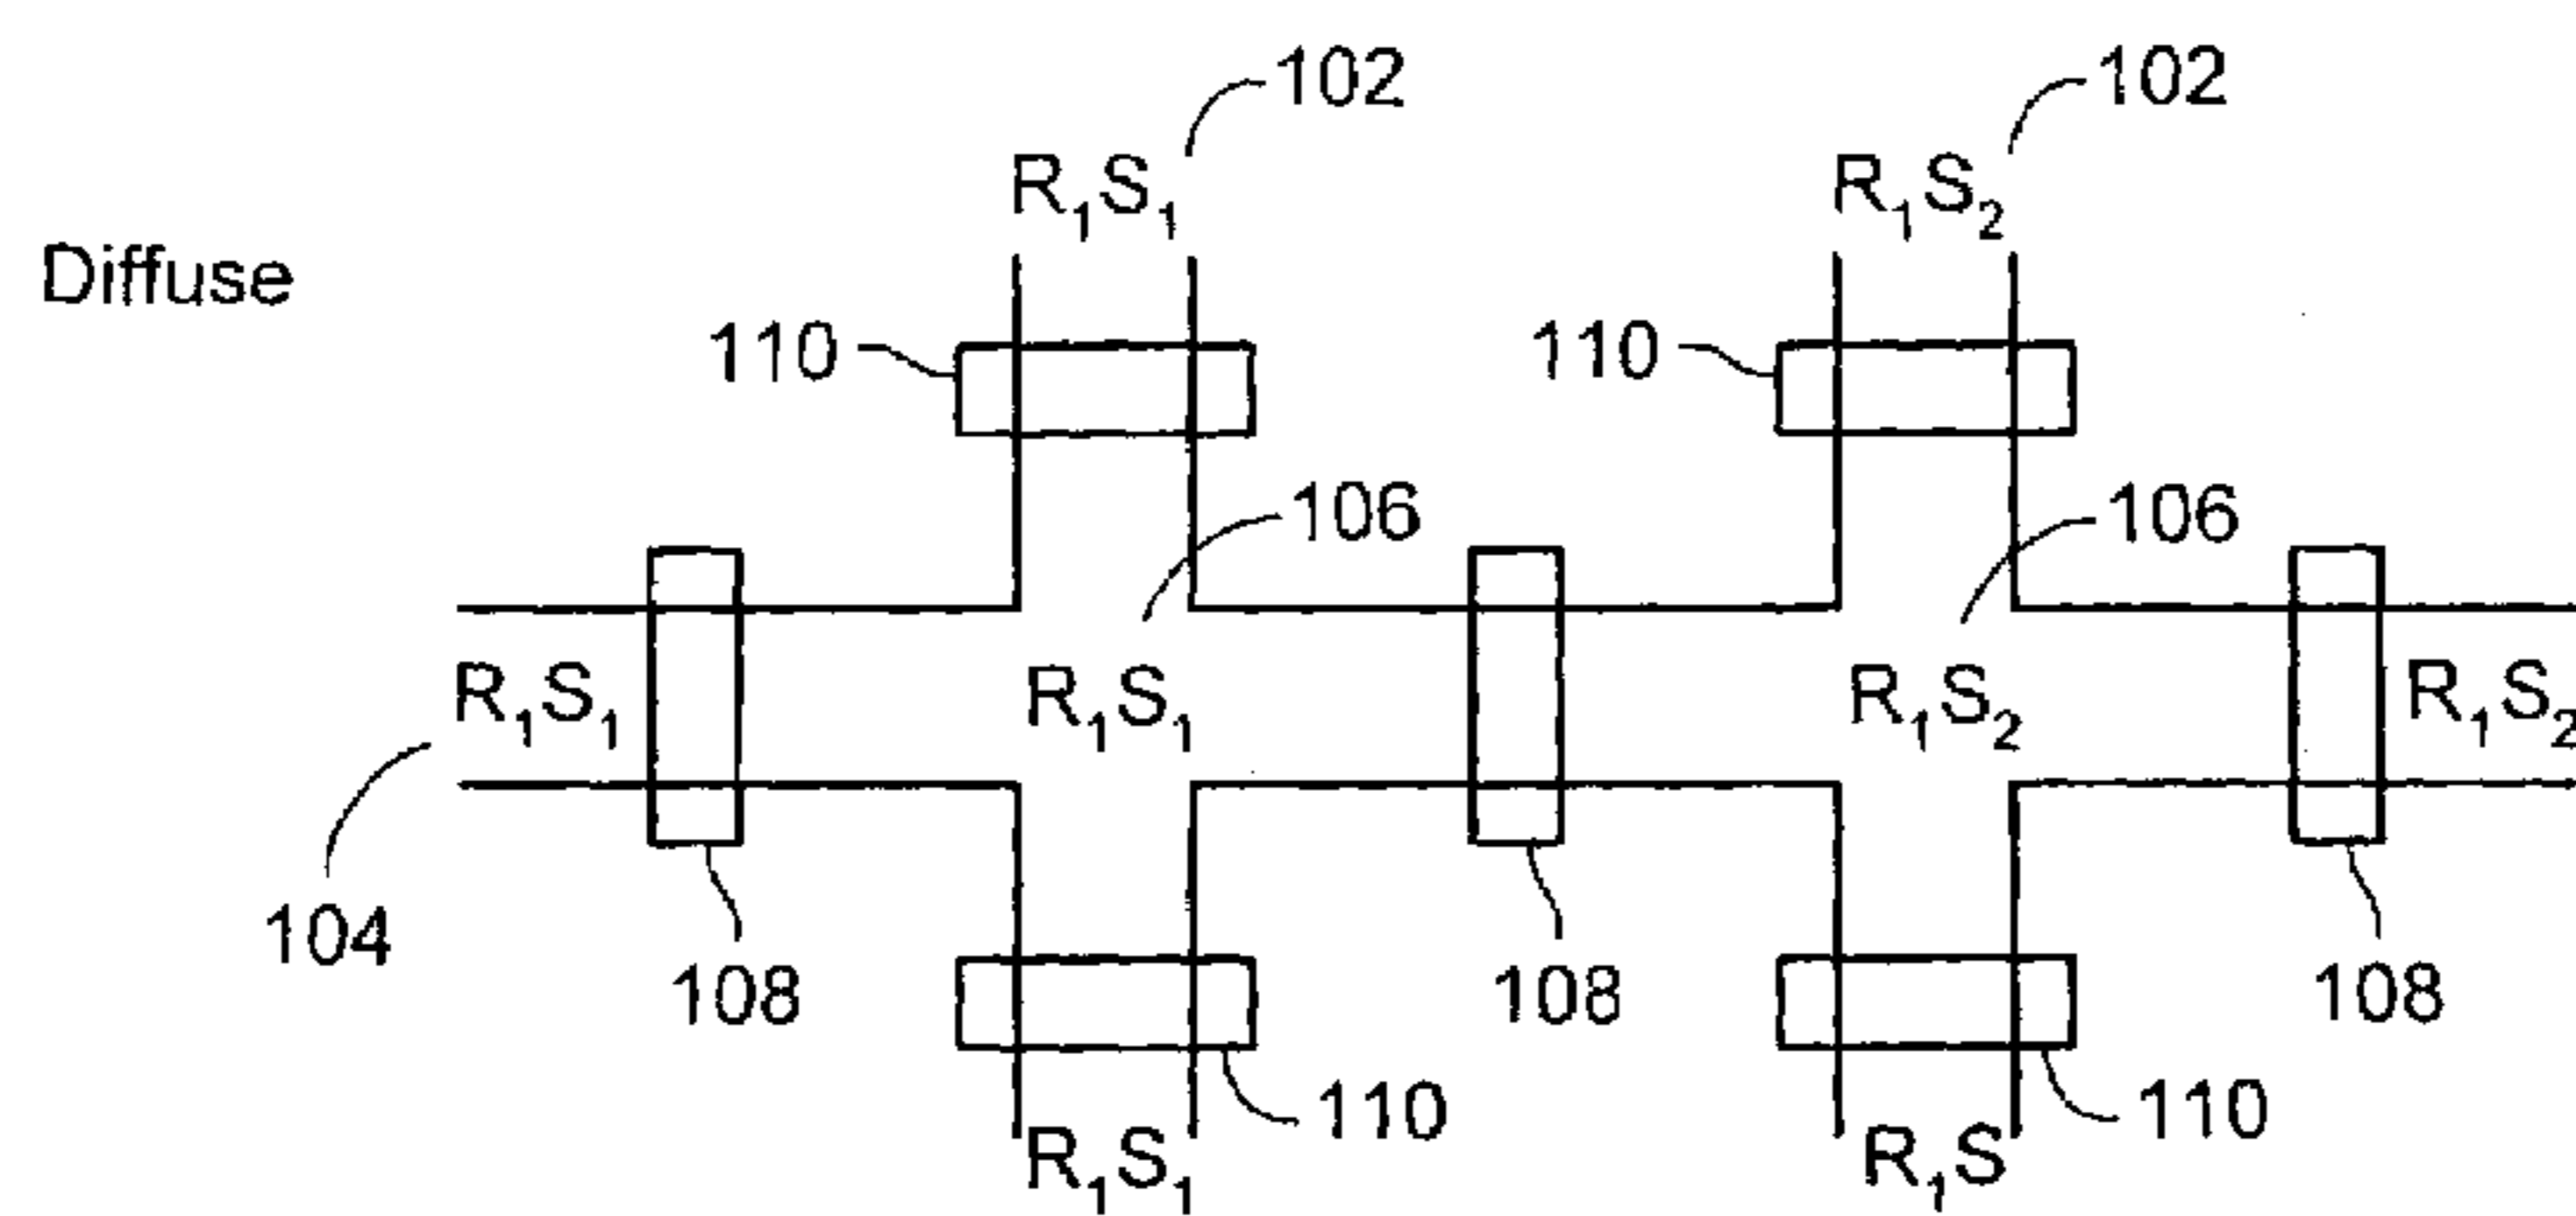 102 102
R₁S₁ R₁S₂
Diffuse
110 110
106 106
R₁S₁ R₁S₁ R₁S₂ R₁S₂
104
108 108 108
110 110
R₁S₁ R₁S